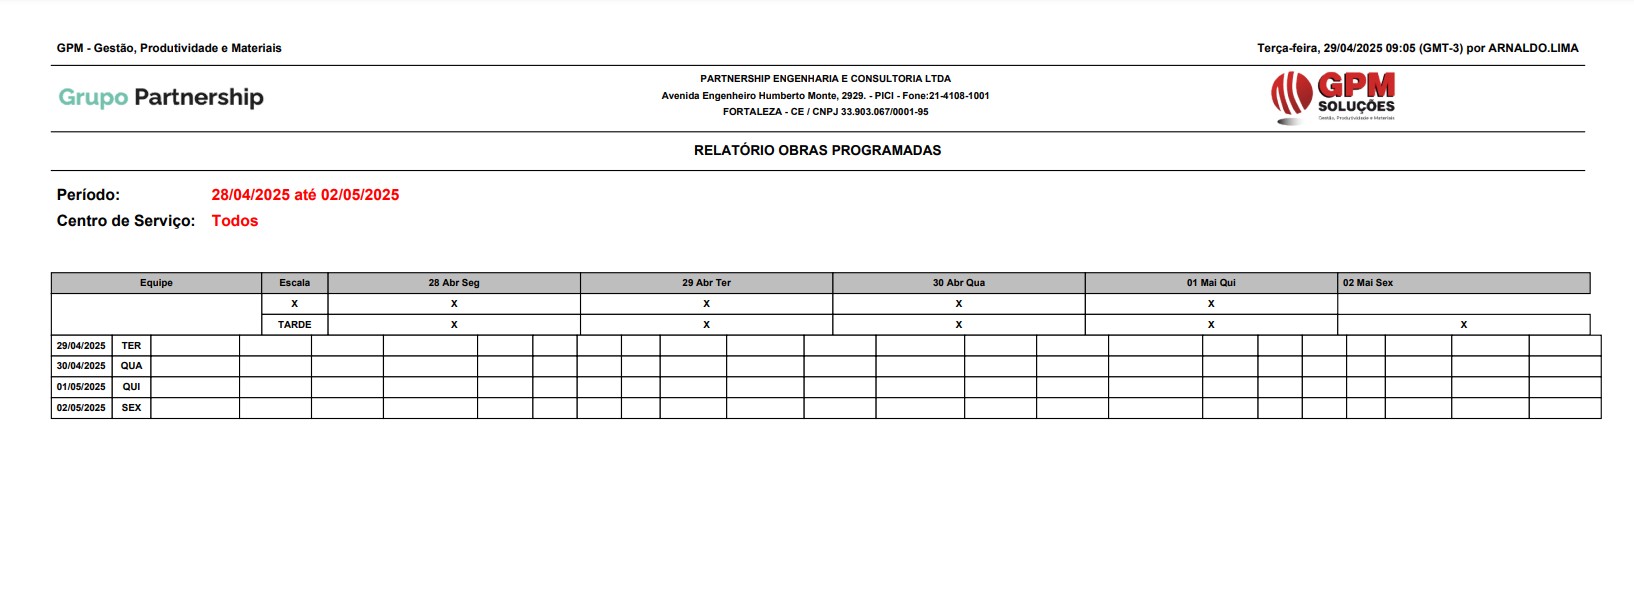 GPM - Gestão, Produtividade e Materiais
Terça-feira, 29/04/2025 09:05 (GMT-3) por ARNALDO.LIMA
Grupo Partnership
PARTNERSHIP ENGENHARIA E CONSULTORIA LTDA
Avenida Engenheiro Humberto Monte, 2929. - PICI - Fone:21-4108-1001
FORTALEZA - CE / CNPJ 33.903.067/0001-95
GPM
SOLUÇÕES
Gestão, Produtividade e Materiais
RELATÓRIO OBRAS PROGRAMADAS
Período: 28/04/2025 até 02/05/2025
Centro de Serviço: Todos
Equipe Escala 28 Abr Seg 29 Abr Ter 30 Abr Qua 01 Mai Qui 02 Mai Sex
X X X X X
TARDE X X X X X
29/04/2025 TER
30/04/2025 QUA
01/05/2025 QUI
02/05/2025 SEX